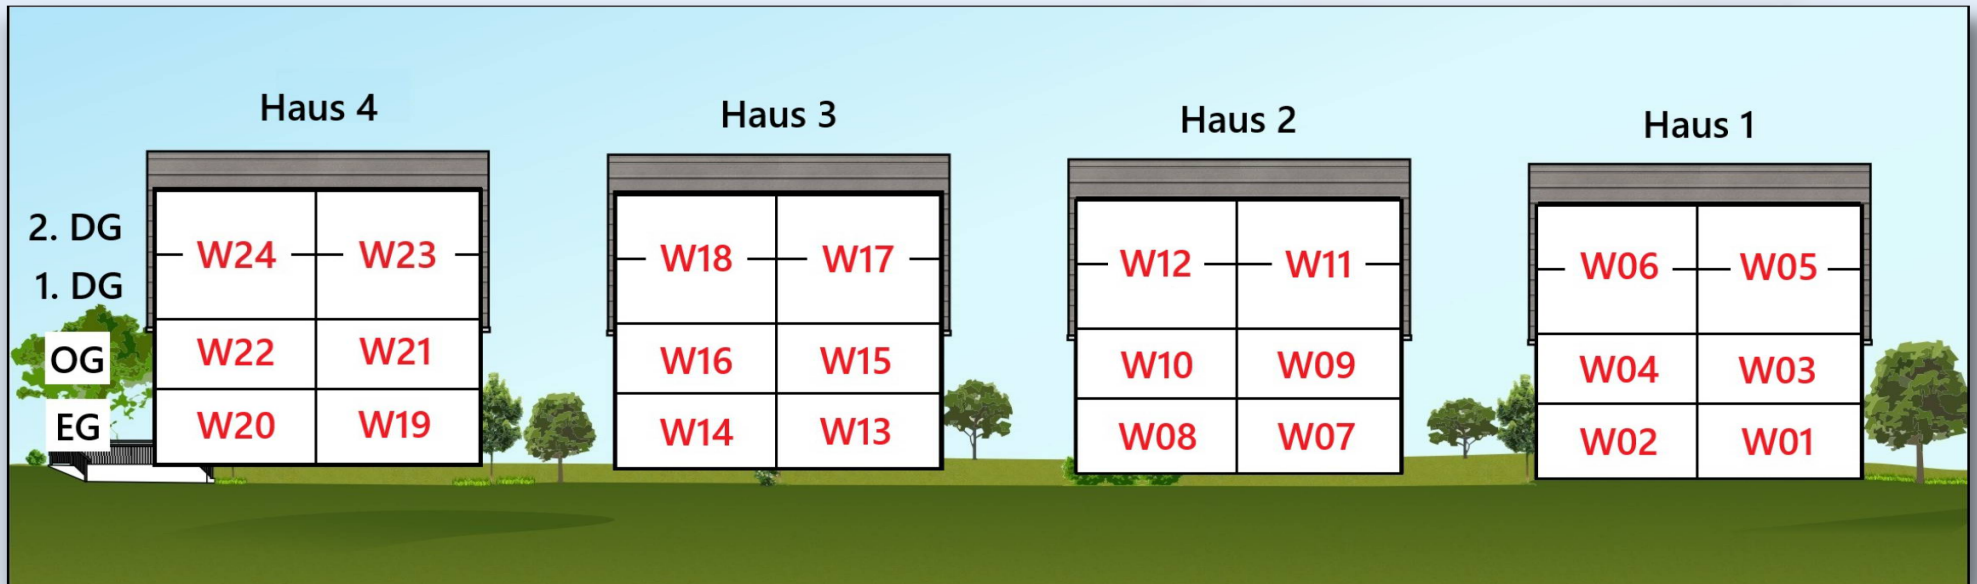 Haus 4
Haus 3
Haus 2
Haus 1
2. DG
1. DG
OG
EG
W24 W23
W22 W21
W20 W19
W18 W17
W16 W15
W14 W13
W12 W11
W10 W09
W08 W07
W06 W05
W04 W03
W02 W01